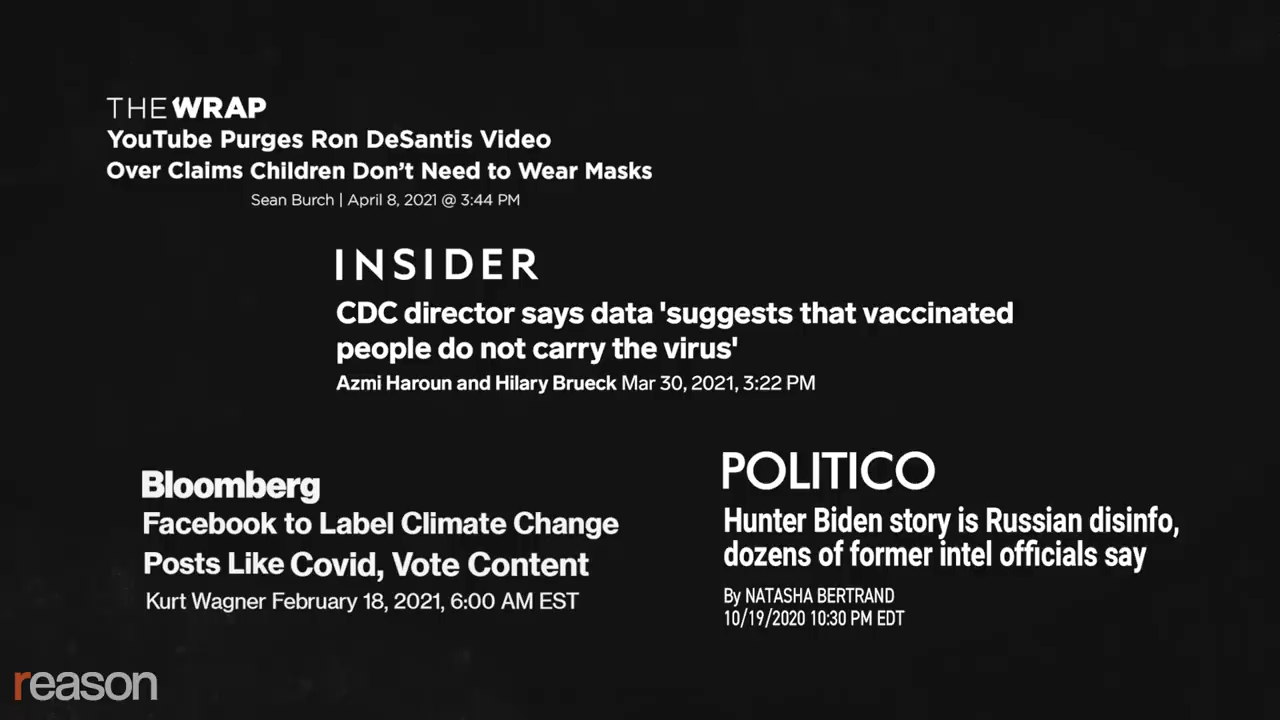 THE WRAP
YouTube Purges Ron DeSantis Video
Over Claims Children Don't Need to Wear Masks
Sean Burch | April 8, 2021 @ 3:44 PM
INSIDER
CDC director says data 'suggests that vaccinated
people do not carry the virus'
Azmi Haroun and Hilary Brueck Mar 30, 2021, 3:22 PM
Bloomberg
Facebook to Label Climate Change
Posts Like Covid, Vote Content
Kurt Wagner February 18, 2021, 6:00 AM EST
POLITICO
Hunter Biden story is Russian disinfo,
dozens of former intel officials say
By NATASHA BERTRAND
10/19/2020 10:30 PM EDT
reason